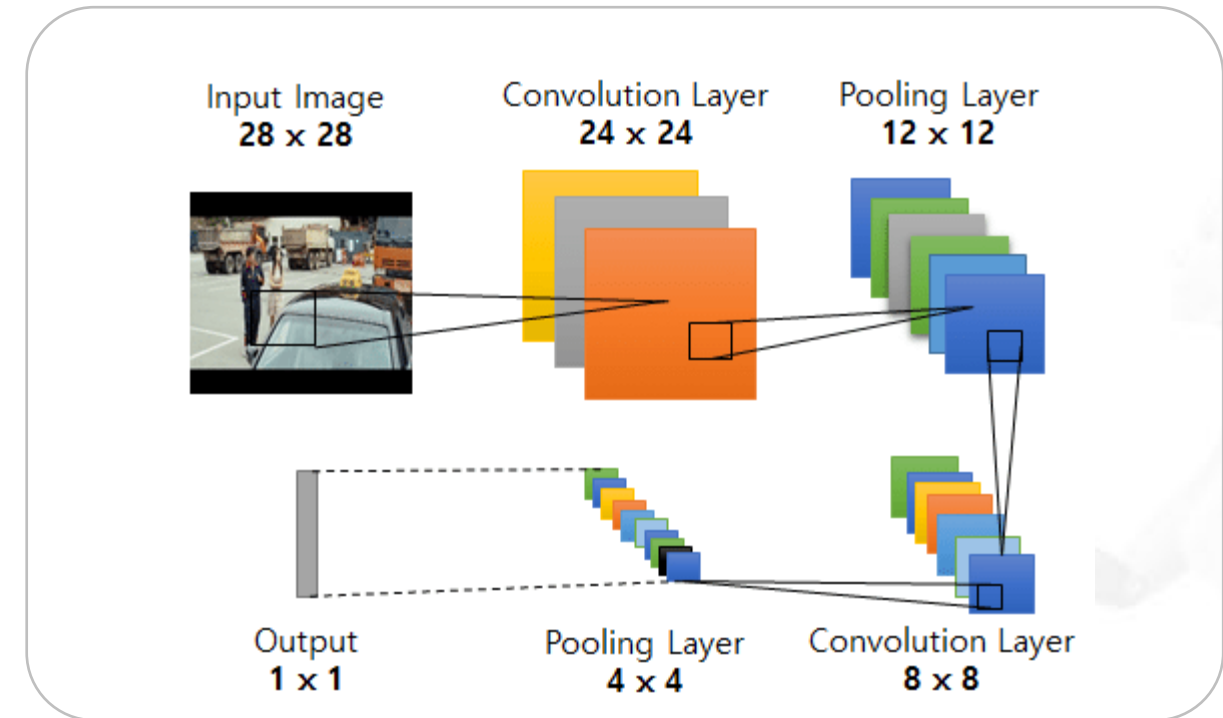 Input Image
28 x 28
Convolution Layer
24 x 24
Pooling Layer
12 x 12
Output
1 x 1
Pooling Layer
4 x 4
Convolution Layer
8 x 8